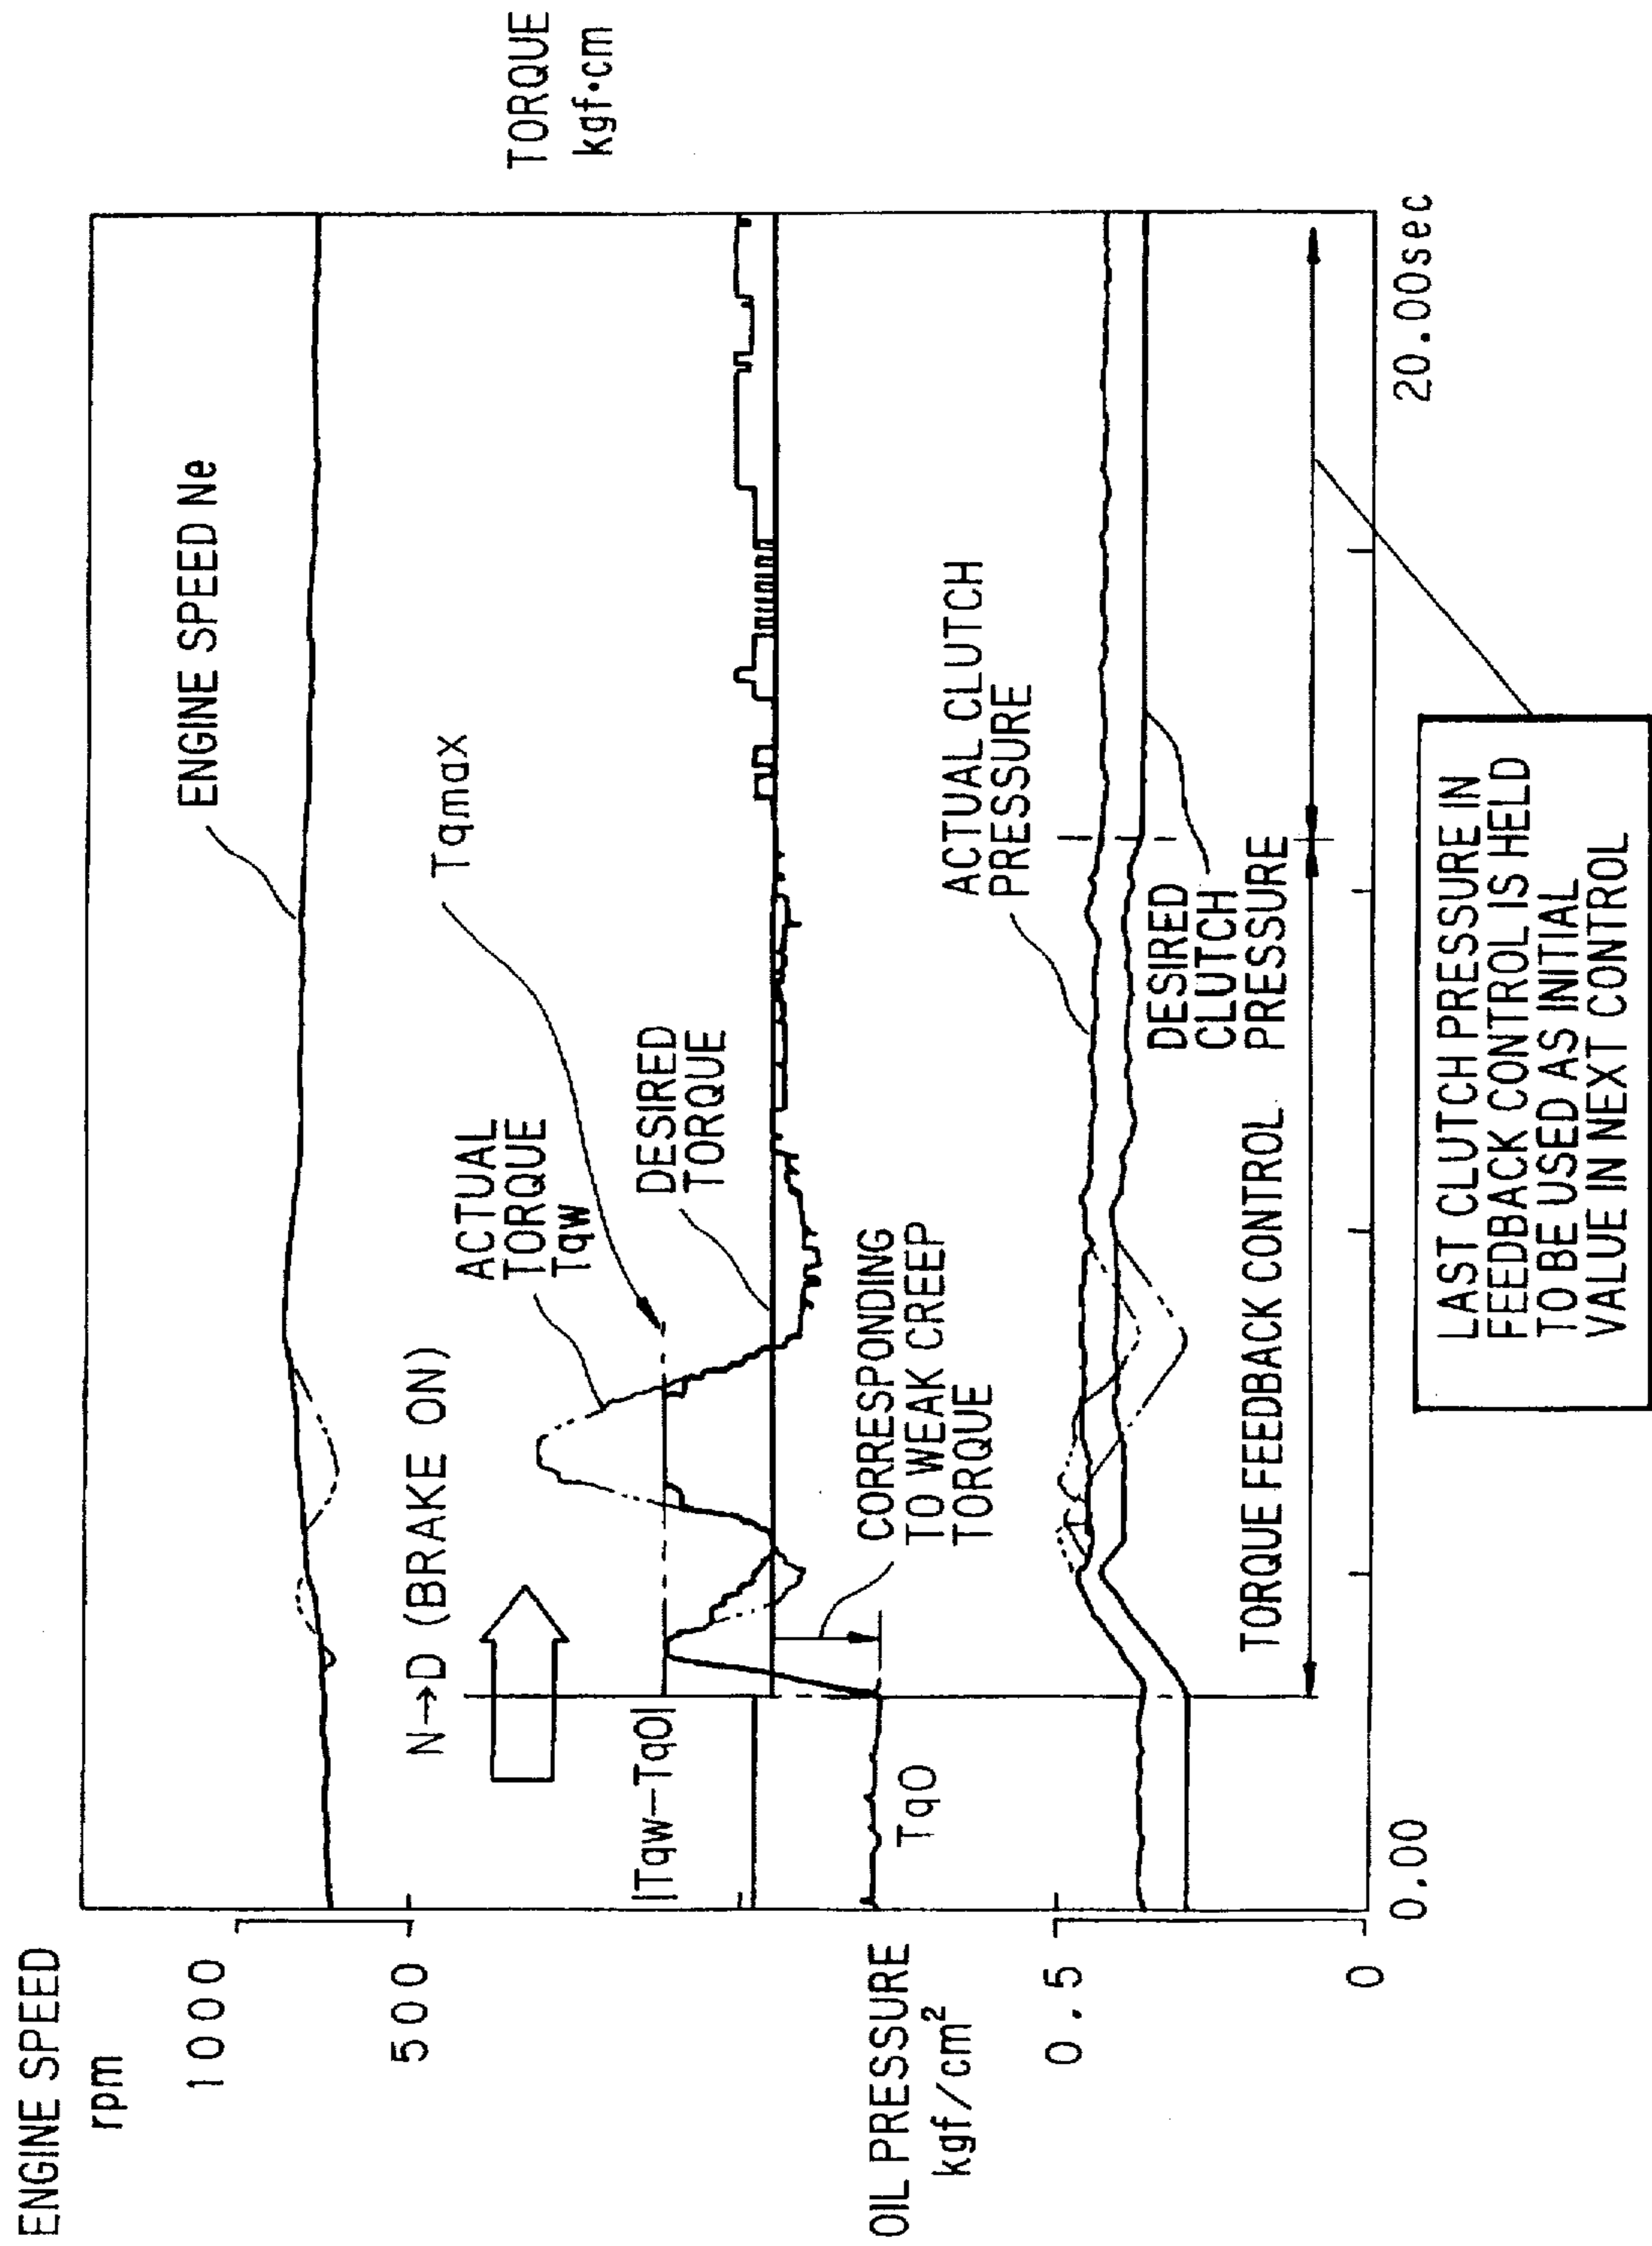 ENGINE SPEED
rpm
1000
500
OIL PRESSURE
kgf/cm²
0.5
0
TORQUE
kgf·cm
ENGINE SPEED Ne
N→D (BRAKE ON)
Tqmax
ACTUAL
TORQUE
Tqw
DESIRED
TORQUE
|Tqw-Tq0|
Tq0
CORRESPONDING
TO WEAK CREEP
TORQUE
ACTUAL CLUTCH
PRESSURE
DESIRED
CLUTCH
PRESSURE
TORQUE FEEDBACK CONTROL
0.00
20.00sec
LAST CLUTCH PRESSURE IN
FEEDBACK CONTROL IS HELD
TO BE USED AS INITIAL
VALUE IN NEXT CONTROL